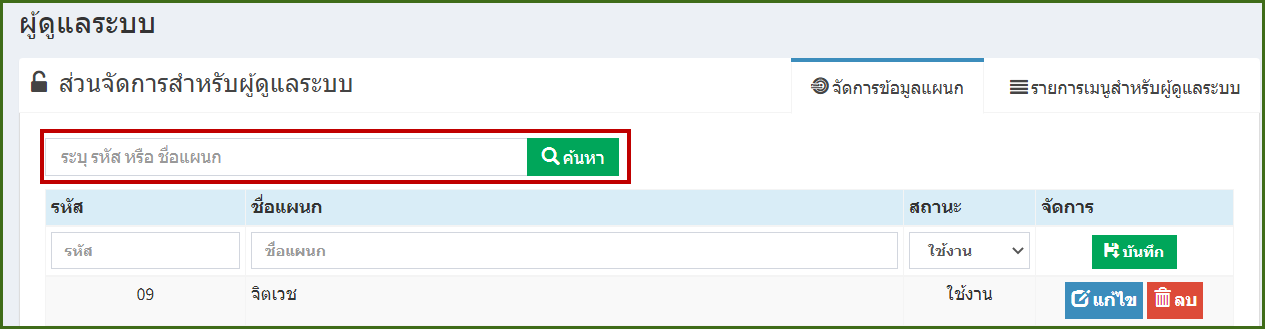 ผู้ดูแลระบบ
ส่วนจัดการสำหรับผู้ดูแลระบบ จัดการข้อมูลแผนก รายการเมนูสำหรับผู้ดูแลระบบ
ระบุ รหัส หรือ ชื่อแผนก ค้นหา
รหัส ชื่อแผนก สถานะ จัดการ
รหัส ชื่อแผนก ใช้งาน บันทึก
09 จิตเวช ใช้งาน แก้ไข ลบ